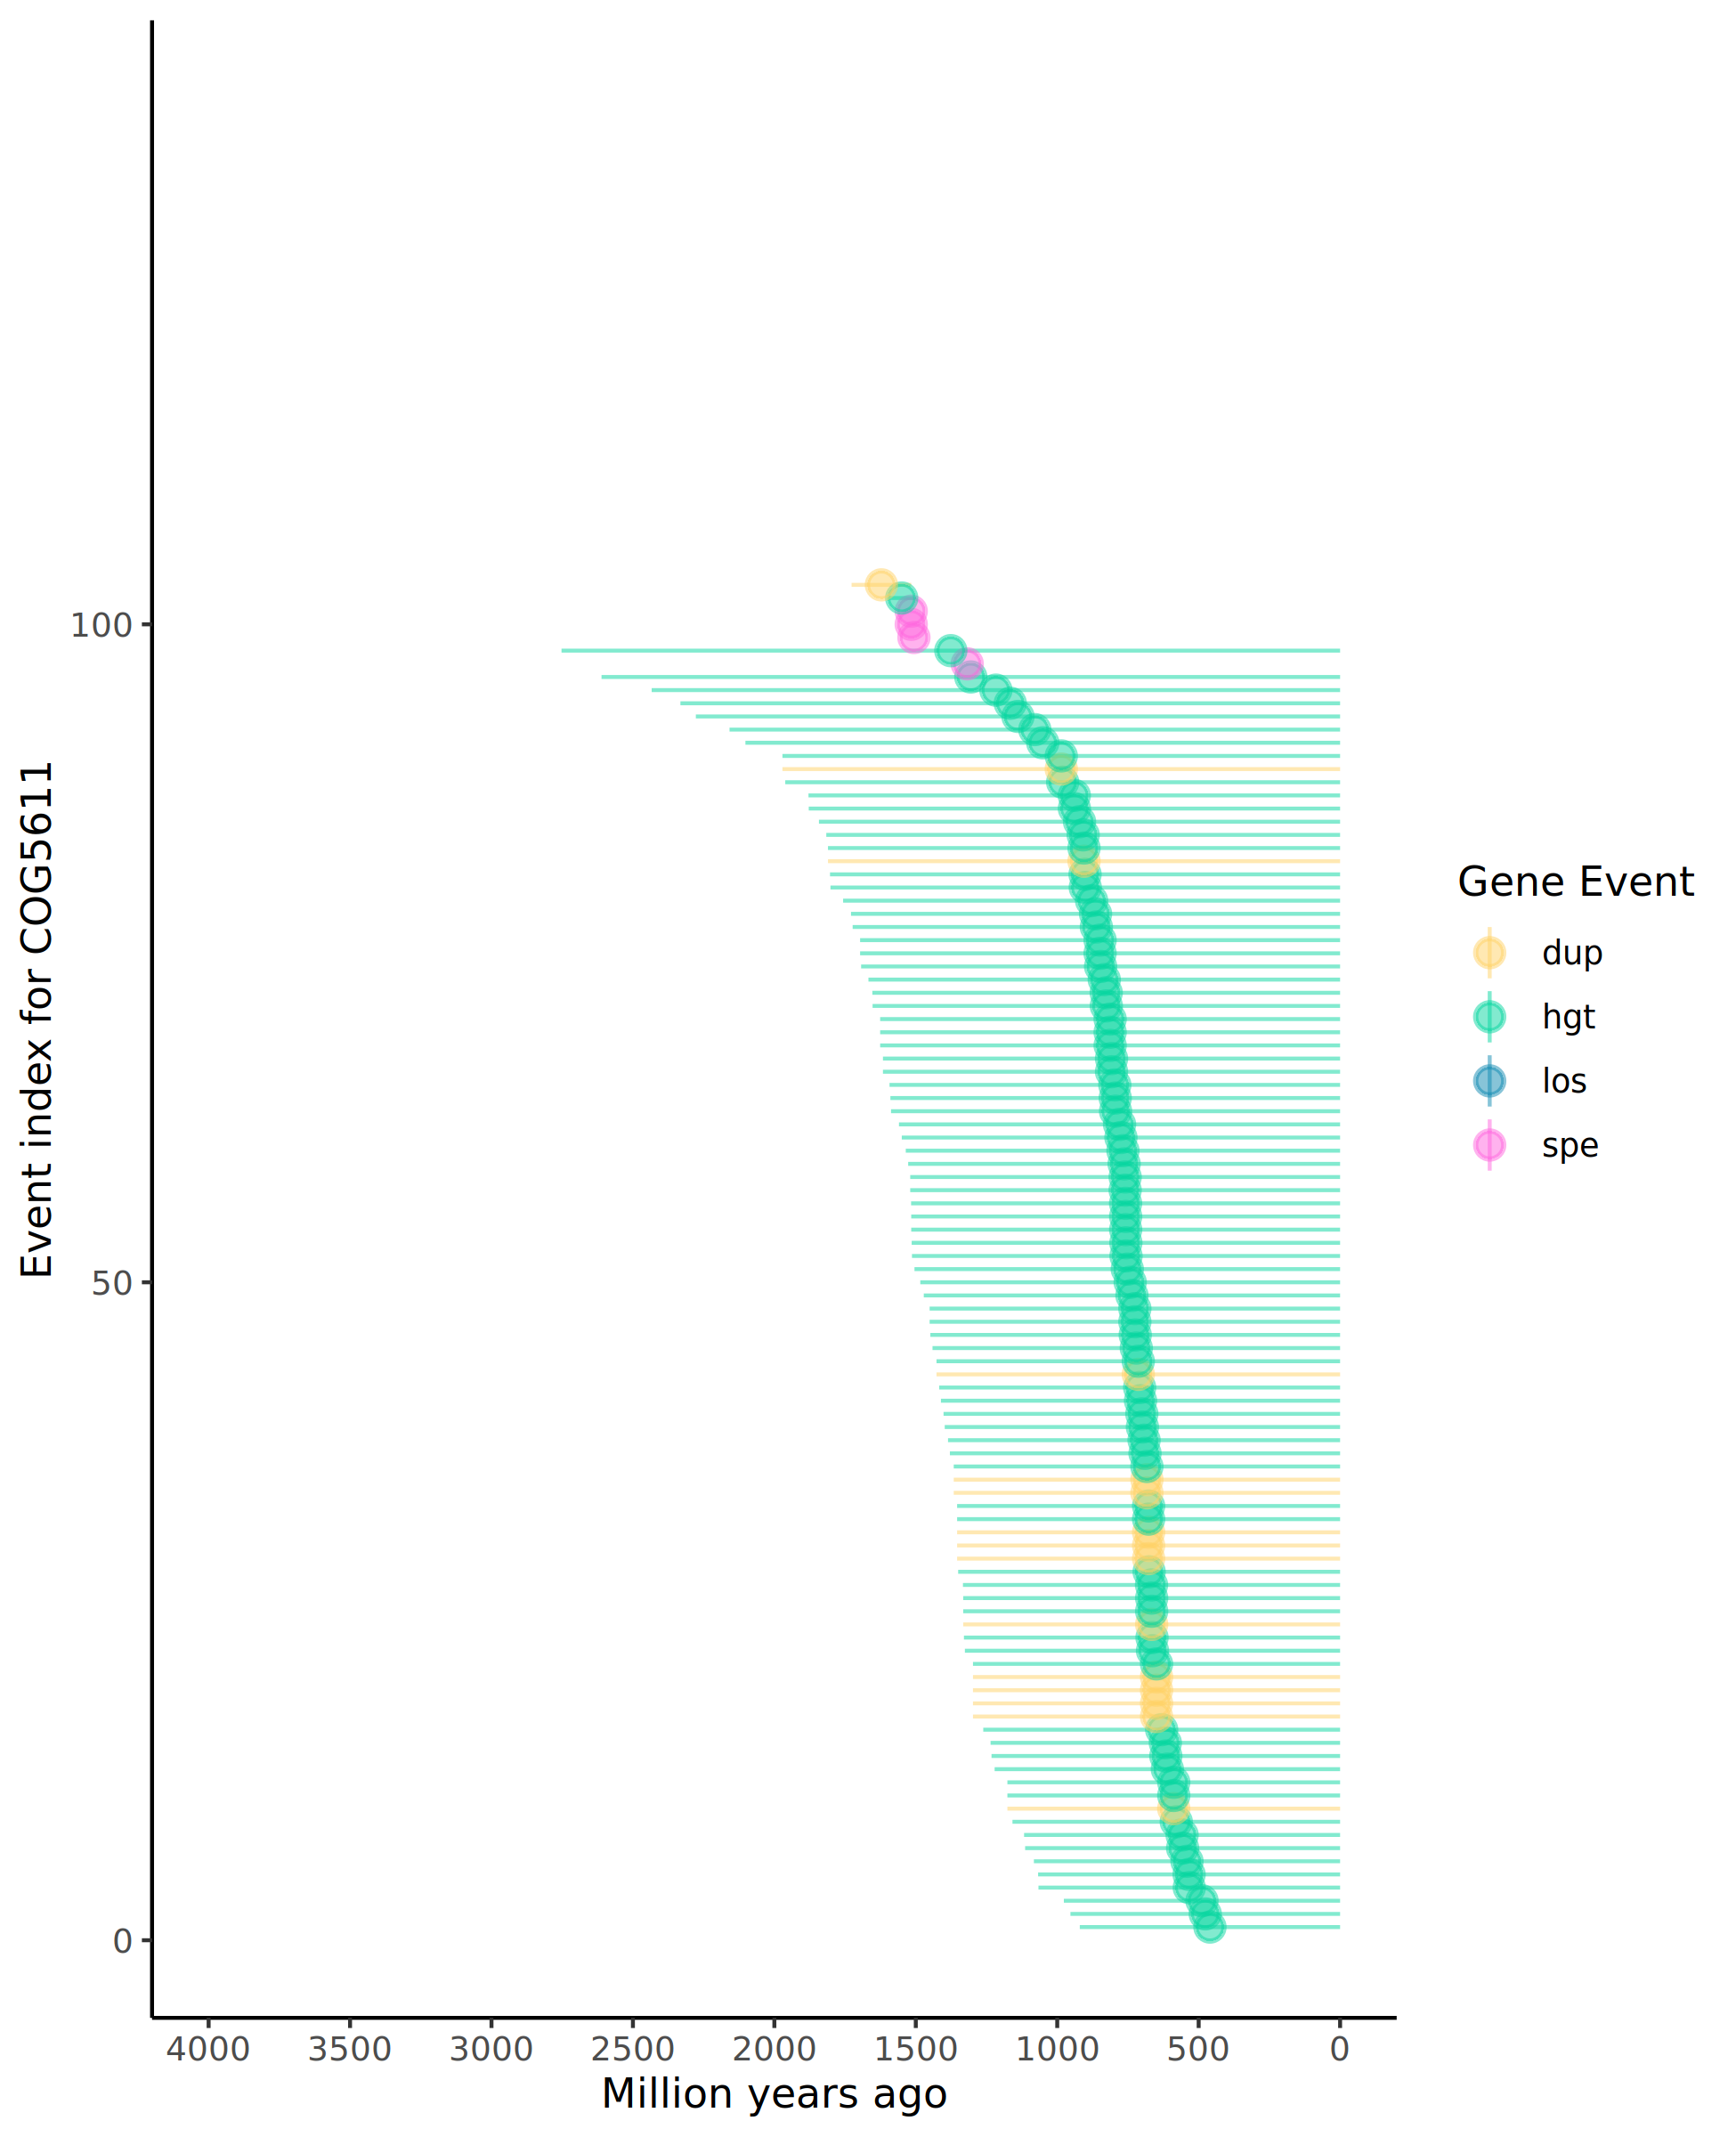 Event index for COG5611
100
50
0
4000 3500 3000 2500 2000 1500 1000 500 0
Million years ago
Gene Event
dup
hgt
los
spe